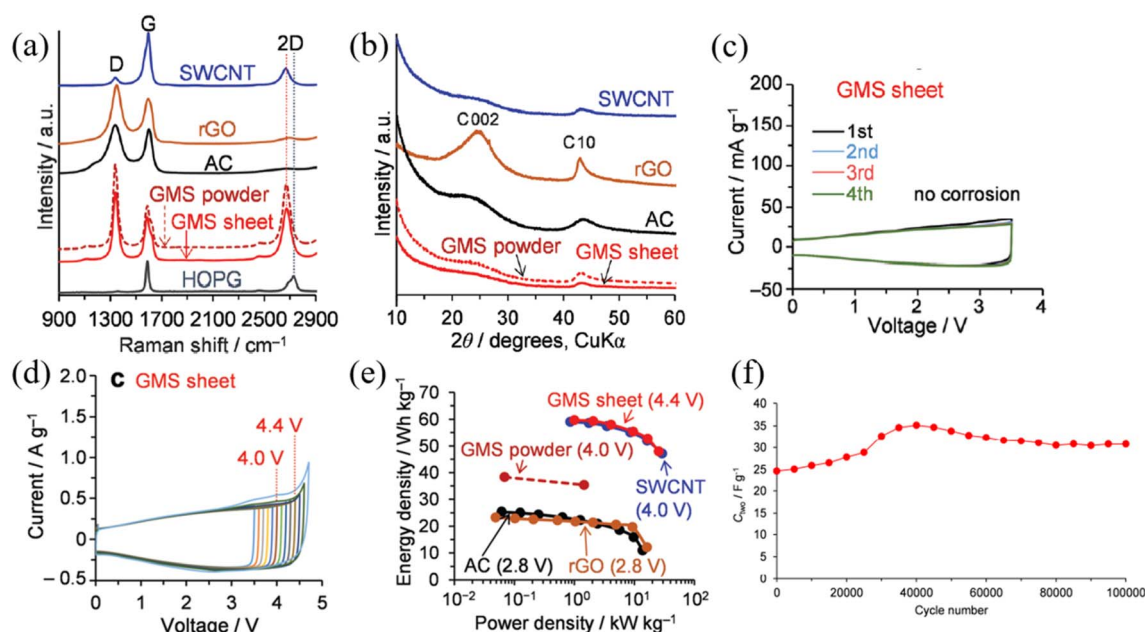 (a)
D
G
2D
SWCNT
rGO
AC
GMS powder
GMS sheet
HOPG
Intensity / a.u.
900 1300 1700 2100 2500 2900
Raman shift / cm⁻¹
(b)
SWCNT
C 002
C 10
rGO
AC
GMS powder
GMS sheet
Intensity / a.u.
10 20 30 40 50 60
2θ / degrees, CuKα
(c)
GMS sheet
1st
2nd
3rd
4th
no corrosion
Current / mA g⁻¹
200
150
100
50
25
0
−50
0 1 2 3 4
Voltage / V
(d)
c GMS sheet
4.4 V
4.0 V
Current / A g⁻¹
2.0
1.5
1.0
0.5
0
−0.5
0 1 2 3 4 5
Voltage / V
(e)
GMS sheet (4.4 V)
GMS powder (4.0 V)
SWCNT
(4.0 V)
AC (2.8 V)
rGO (2.8 V)
Energy density / Wh kg⁻¹
70
60
50
40
30
20
10
0
10⁻² 10⁻¹ 10⁰ 10¹ 10²
Power density / kW kg⁻¹
(f)
C two / F g⁻¹
40
35
30
25
20
15
10
5
0
0 20000 40000 60000 80000 100000
Cycle number